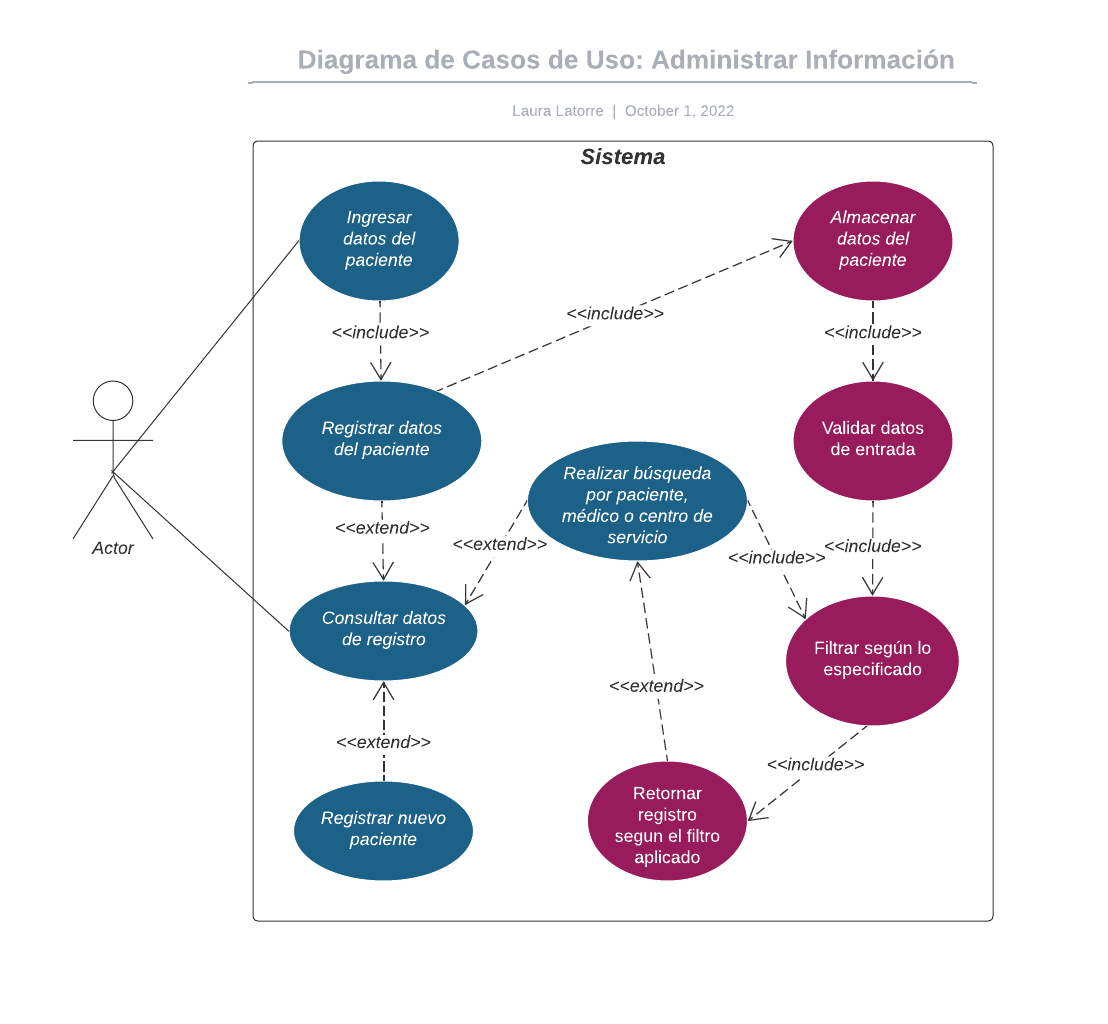 Diagrama de Casos de Uso: Administrar Información
Laura Latorre | October 1, 2022
Sistema
Ingresar
datos del
paciente
Almacenar
datos del
paciente
<<include>>
<<include>>
<<include>>
Registrar datos
del paciente
Validar datos
de entrada
Realizar búsqueda
por paciente,
médico o centro de
servicio
<<extend>>
<<extend>>
<<include>>
<<include>>
Actor
Consultar datos
de registro
Filtrar según lo
especificado
<<extend>>
<<extend>>
<<include>>
Registrar nuevo
paciente
Retornar
registro
segun el filtro
aplicado